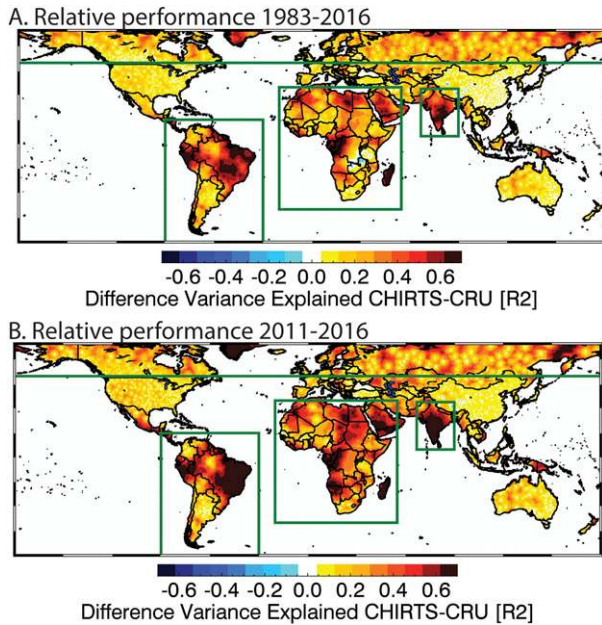 A. Relative performance 1983-2016
-0.6 -0.4 -0.2 0.0 0.2 0.4 0.6
Difference Variance Explained CHIRTS-CRU [R2]
B. Relative performance 2011-2016
-0.6 -0.4 -0.2 0.0 0.2 0.4 0.6
Difference Variance Explained CHIRTS-CRU [R2]